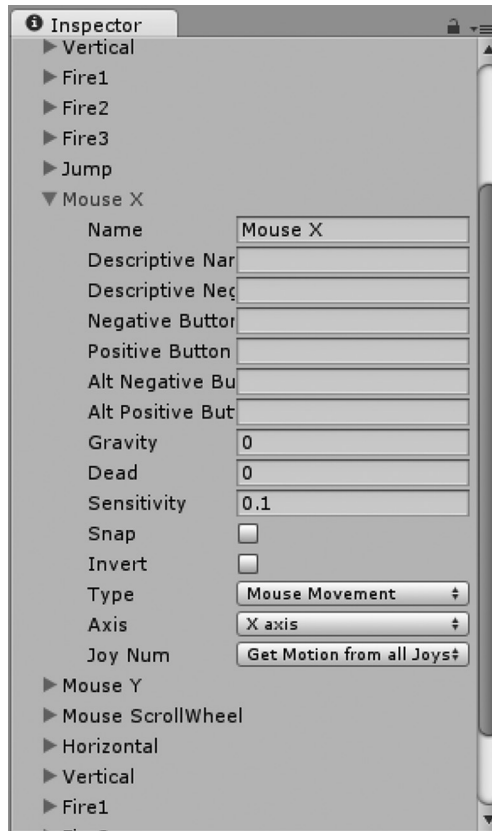 Inspector
Vertical
Fire1
Fire2
Fire3
Jump
Mouse X
Name Mouse X
Descriptive Nar
Descriptive Neg
Negative Button
Positive Button
Alt Negative Bu
Alt Positive But
Gravity 0
Dead 0
Sensitivity 0.1
Snap
Invert
Type Mouse Movement
Axis X axis
Joy Num Get Motion from all Joys
Mouse Y
Mouse ScrollWheel
Horizontal
Vertical
Fire1